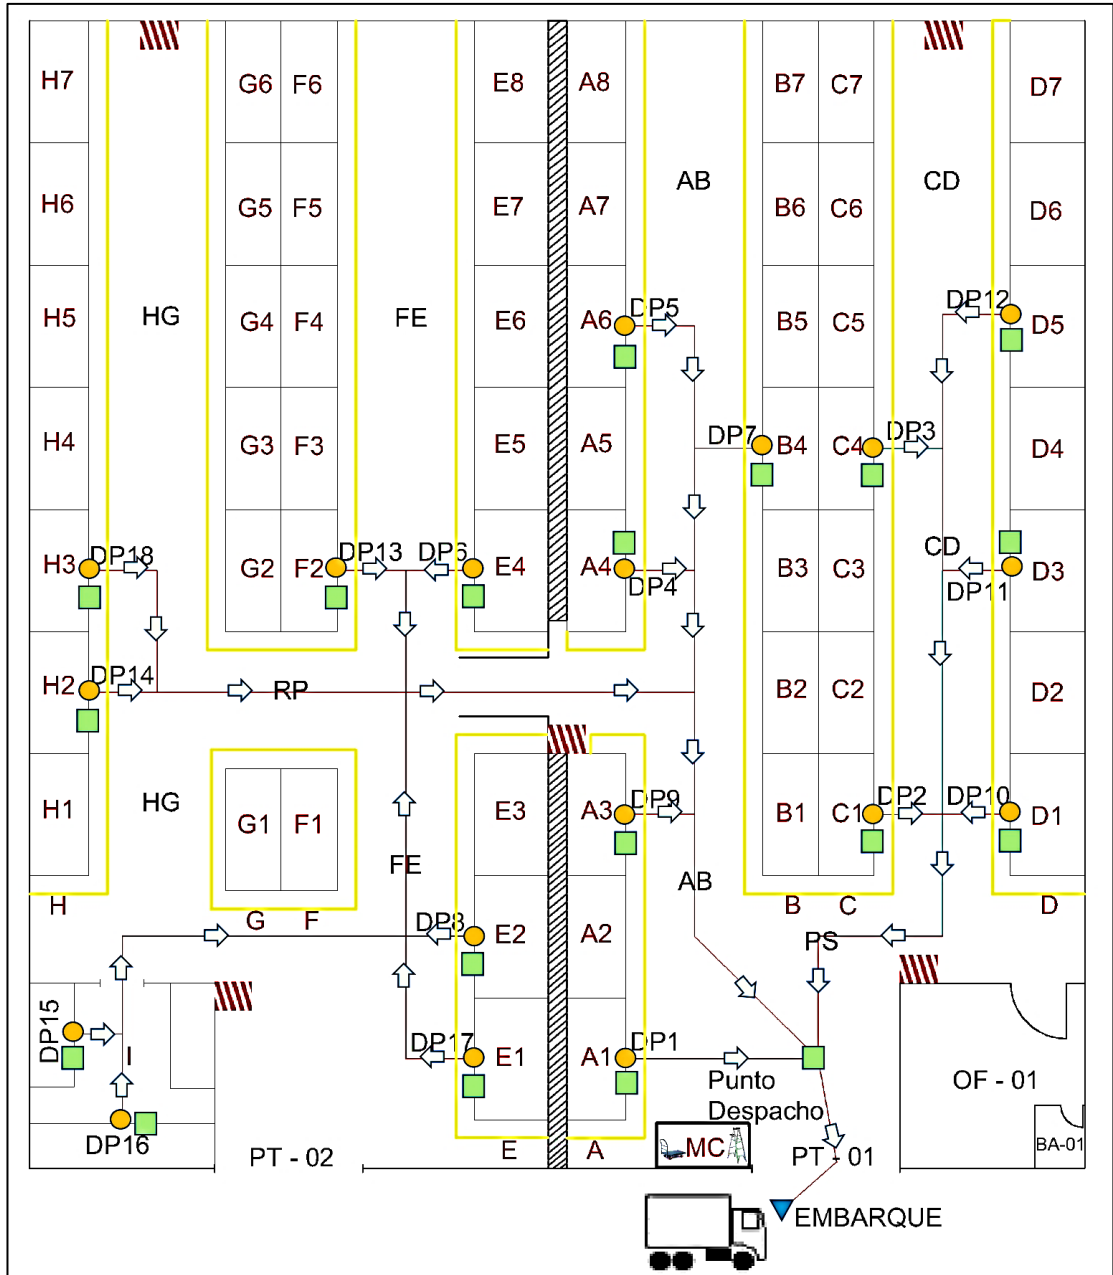 H7 G6 F6 E8 A8 B7 C7 D7
AB CD
H6 G5 F5 E7 A7 B6 C6 D6
DP5 DP12
H5 HG G4 F4 FE E6 A6 B5 C5 D5
H4 G3 F3 E5 A5 DP7 B4 C4 DP3 D4
DP18 DP13 DP6 CD
H3 G2 F2 E4 A4 B3 C3 D3
DP4 DP11
DP14
H2 RP B2 C2 D2
HG DP9 DP2 DP10
H1 G1 F1 E3 A3 B1 C1 D1
FE AB
H G F B C D
DP8 E2 A2 PS
DP15
I DP17 E1 A1 DP1
Punto
Despacho
OF - 01
DP16
PT - 02 E A MC PT - 01 BA-01
EMBARQUE